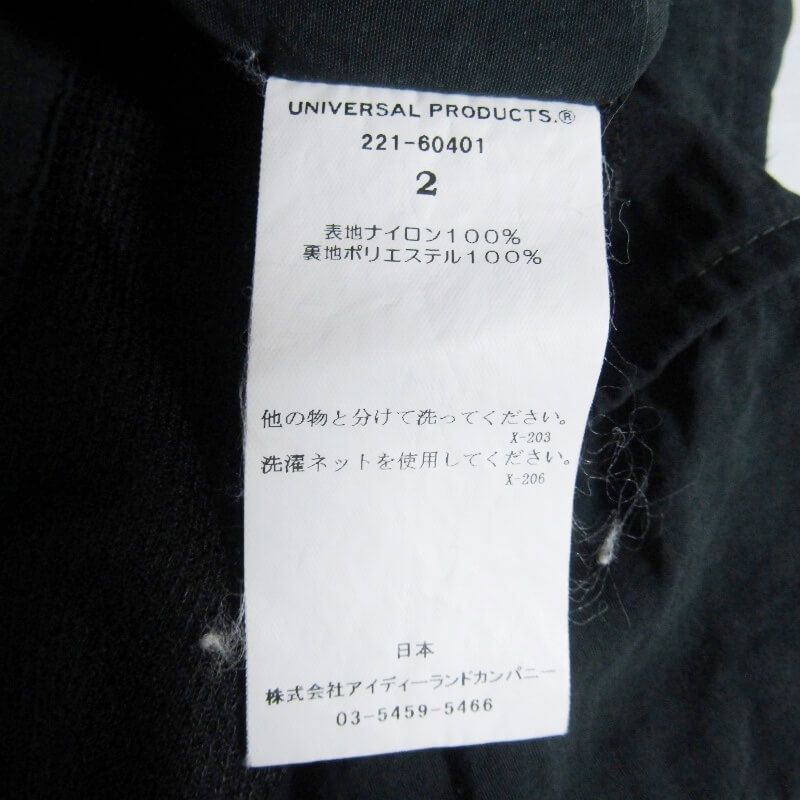 UNIVERSAL PRODUCTS.®
221-60401
2
表地ナイロン100%
裏地ポリエステル100%
他の物と分けて洗ってください。
X-203
洗濯ネットを使用してください。
X-206
日本
株式会社アイディーランドカンパニー
03-5459-5466